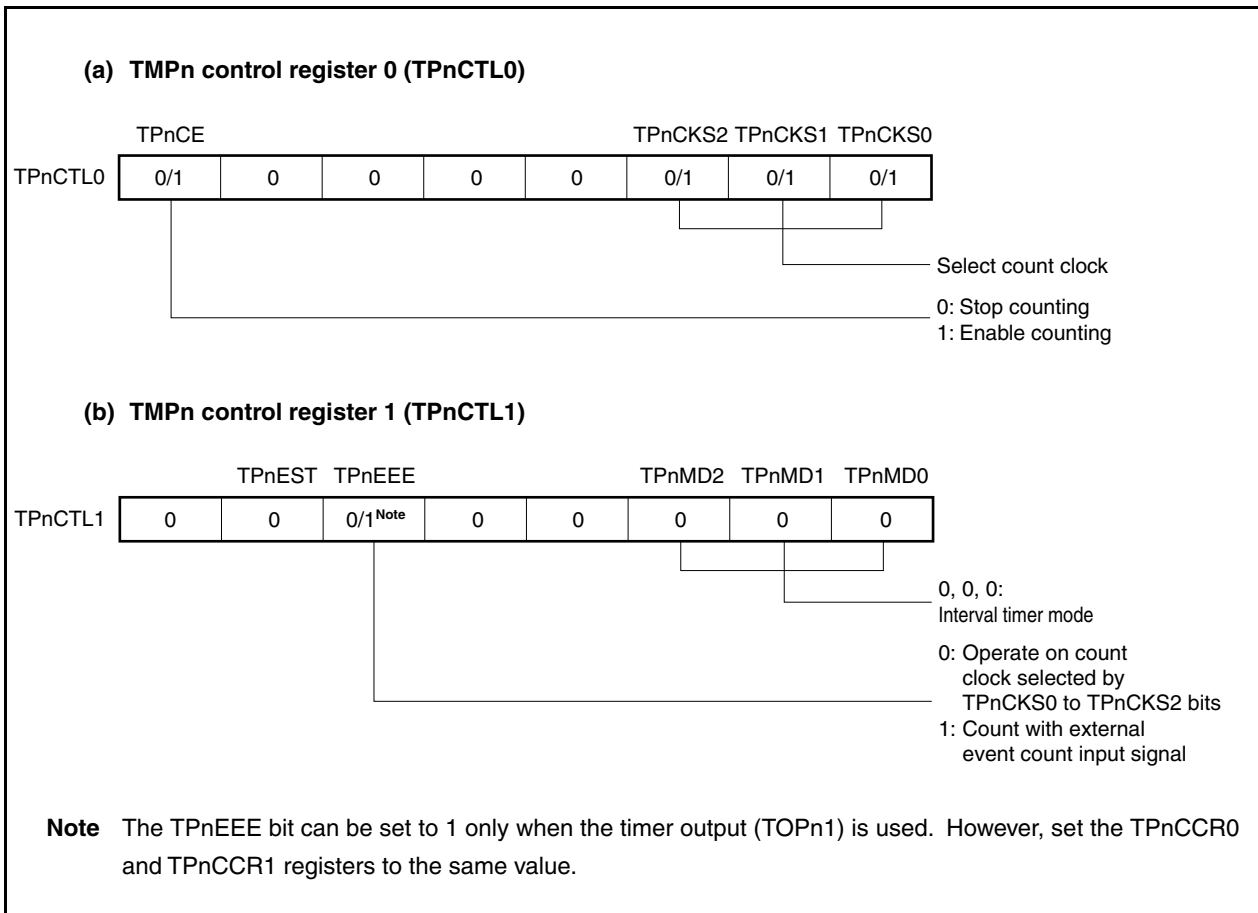 (a) TMPn control register 0 (TPnCTL0)
TPnCE TPnCKS2 TPnCKS1 TPnCKS0
TPnCTL0 0/1 0 0 0 0 0/1 0/1 0/1
Select count clock
0: Stop counting
1: Enable counting
(b) TMPn control register 1 (TPnCTL1)
TPnEST TPnEEE TPnMD2 TPnMD1 TPnMD0
TPnCTL1 0 0 0/1Note 0 0 0 0 0
0, 0, 0:
Interval timer mode
0: Operate on count
clock selected by
TPnCKS0 to TPnCKS2 bits
1: Count with external
event count input signal
Note The TPnEEE bit can be set to 1 only when the timer output (TOPn1) is used. However, set the TPnCCR0
and TPnCCR1 registers to the same value.